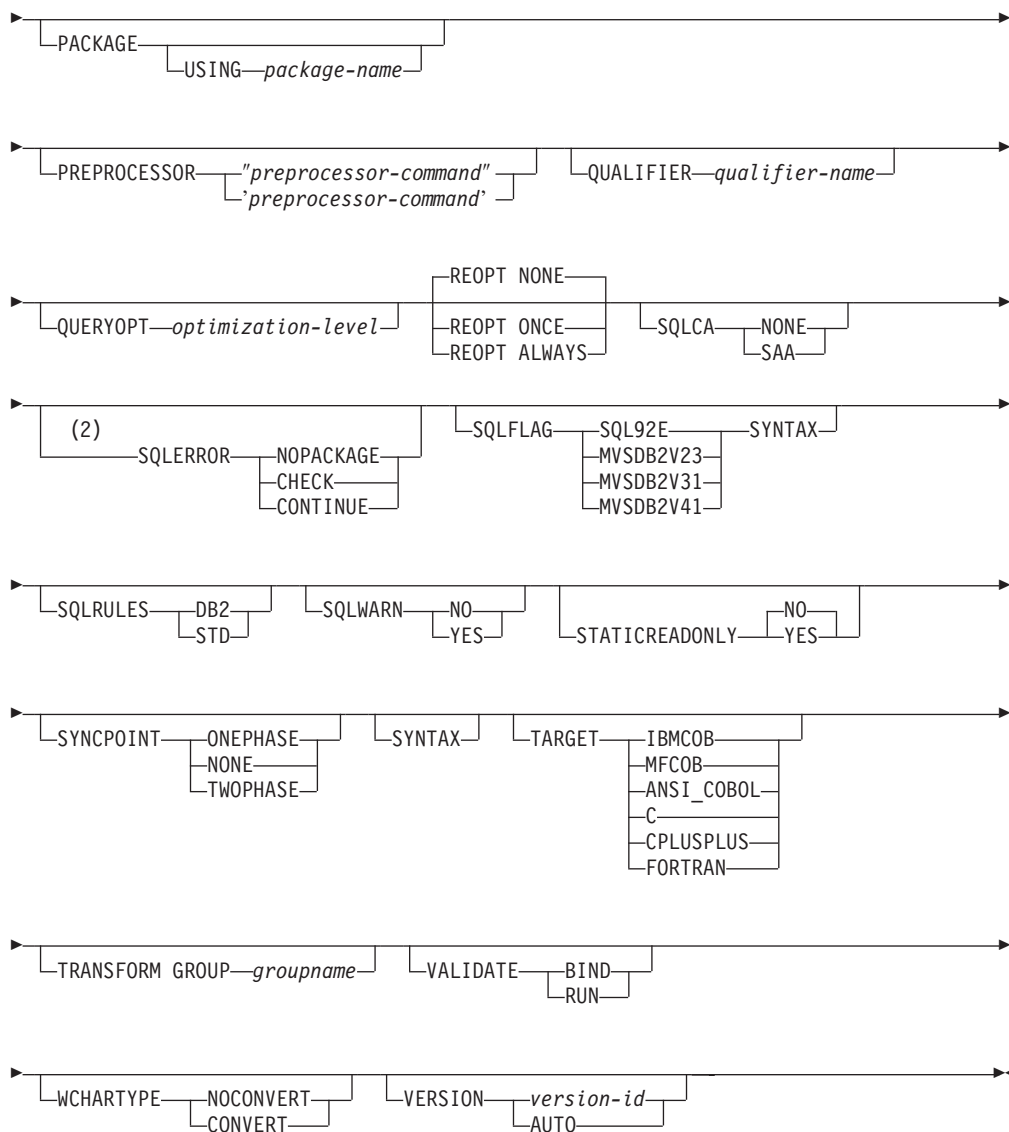 PACKAGE
USING package-name
PREPROCESSOR "preprocessor-command" QUALIFIER qualifier-name
'preprocessor-command'
REOPT NONE
QUERYOPT optimization-level REOPT ONCE SQLCA NONE
REOPT ALWAYS SAA
(2) SQLFLAG SQL92E SYNTAX
SQLERROR NOPACKAGE MVSDB2V23
CHECK MVSDB2V31
CONTINUE MVSDB2V41
SQLRULES DB2 SQLWARN NO NO
STD YES STATICREADONLY YES
SYNCPOINT ONEPHASE SYNTAX TARGET IBMCOB
NONE MFCOB
TWOPHASE ANSI_COBOL
C
CPLUSPLUS
FORTRAN
TRANSFORM GROUP groupname VALIDATE BIND
RUN
WCHARTYPE NOCONVERT VERSION version-id
CONVERT AUTO